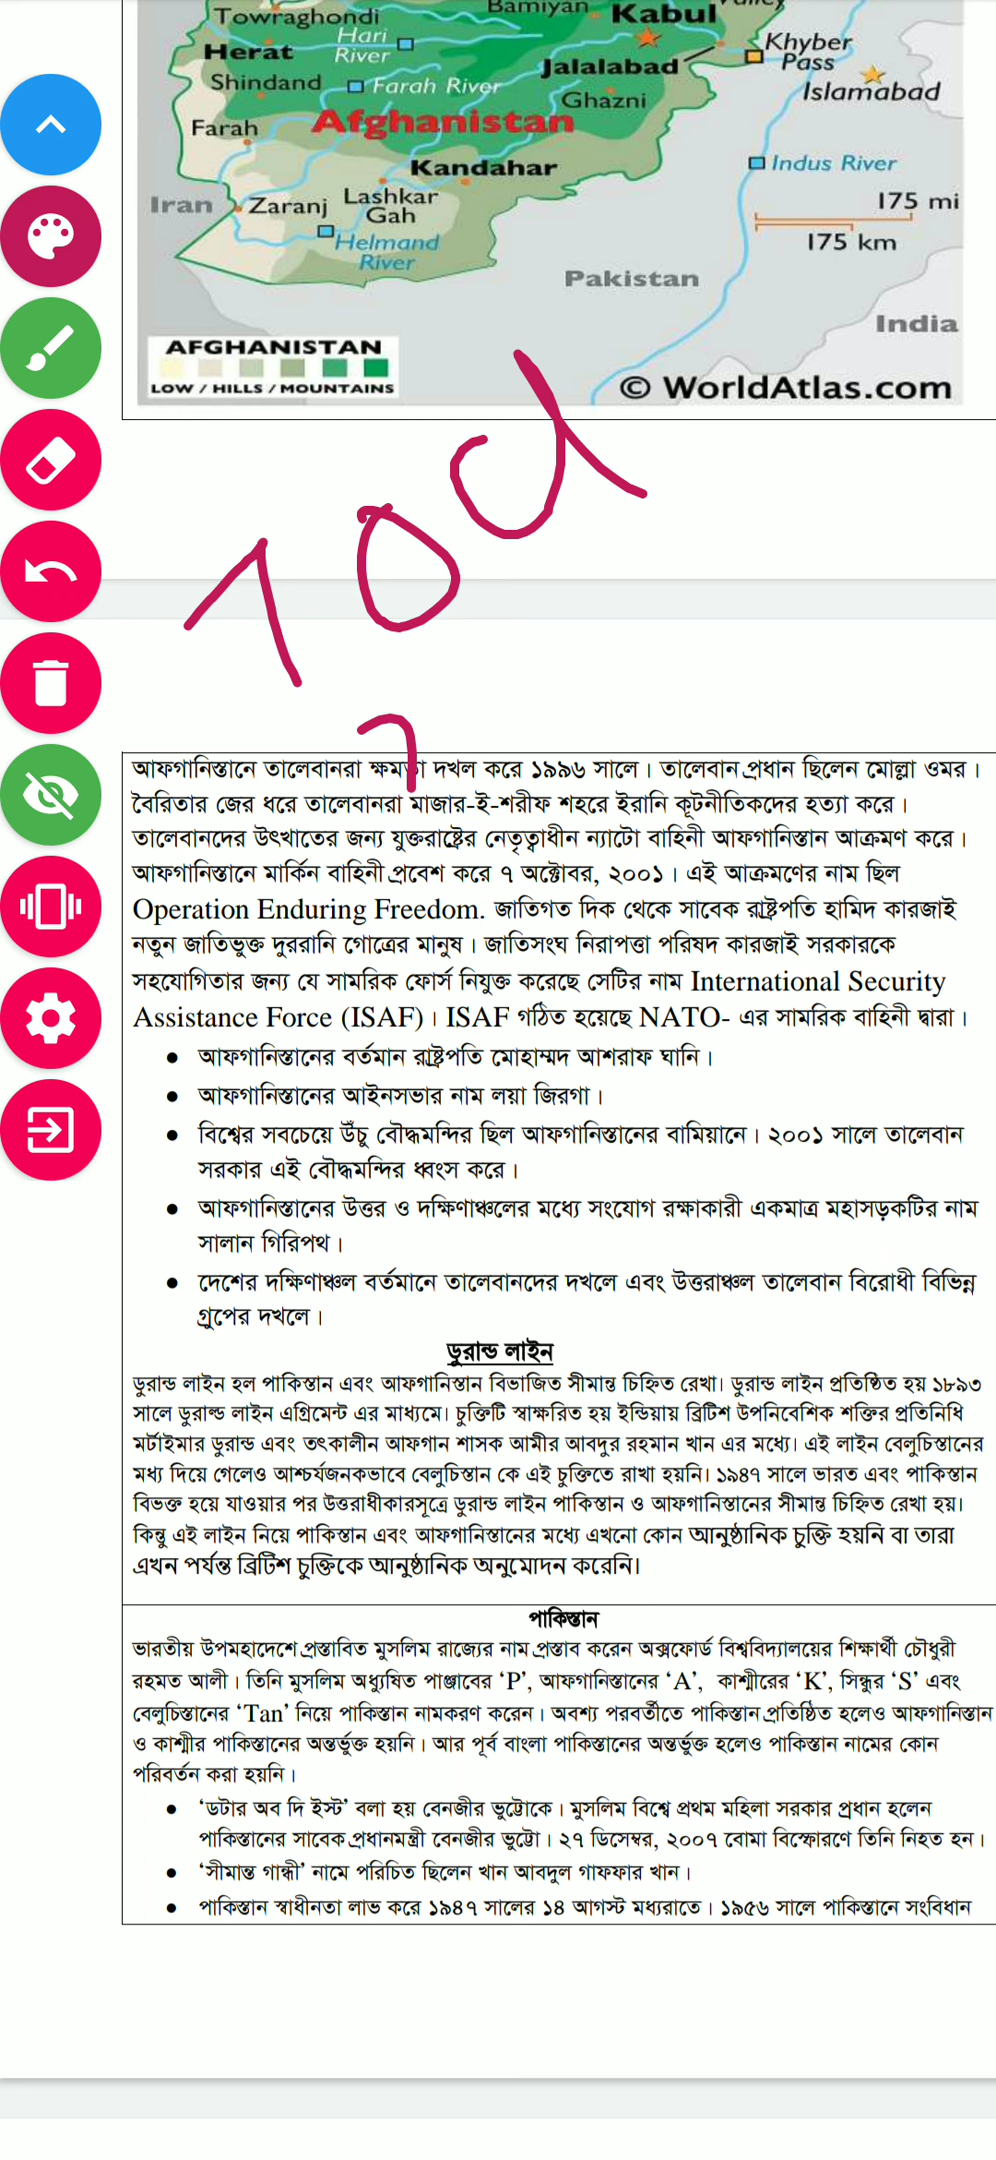 Towraghondi
Bamiyan
Kabul
Hari
River
Herat
Khyber
Pass
Jalalabad
Shindand
Farah River
Islamabad
Ghazni
Farah
Afghanistan
Kandahar
Indus River
Iran
Zaranj
Lashkar
Gah
175 mi
Helmand
River
175 km
Pakistan
India
AFGHANISTAN
LOW / HILLS / MOUNTAINS
© WorldAtlas.com
আফগানিস্তানে তালেবানরা ক্ষমতা দখল করে ১৯৯৬ সালে। তালেবান প্রধান ছিলেন মোল্লা ওমর।
বৈরিতার জের ধরে তালেবানরা মাজার-ই-শরীফ শহরে ইরানি কূটনীতিকদের হত্যা করে।
তালেবানদের উৎখাতের জন্য যুক্তরাষ্ট্রের নেতৃত্বাধীন ন্যাটো বাহিনী আফগানিস্তান আক্রমণ করে।
আফগানিস্তানে মার্কিন বাহিনী প্রবেশ করে ৭ অক্টোবর, ২০০১। এই আক্রমণের নাম ছিল
Operation Enduring Freedom. জাতিগত দিক থেকে সাবেক রাষ্ট্রপতি হামিদ কারজাই
নতুন জাতিভুক্ত দুররানি গোত্রের মানুষ। জাতিসংঘ নিরাপত্তা পরিষদ কারজাই সরকারকে
সহযোগিতার জন্য যে সামরিক ফোর্স নিযুক্ত করেছে সেটির নাম International Security
Assistance Force (ISAF)। ISAF গঠিত হয়েছে NATO- এর সামরিক বাহিনী দ্বারা।
● আফগানিস্তানের বর্তমান রাষ্ট্রপতি মোহাম্মদ আশরাফ ঘানি।
● আফগানিস্তানের আইনসভার নাম লয়া জিরগা।
● বিশ্বের সবচেয়ে উঁচু বৌদ্ধমন্দির ছিল আফগানিস্তানের বামিয়ানে। ২০০১ সালে তালেবান
সরকার এই বৌদ্ধমন্দির ধ্বংস করে।
● আফগানিস্তানের উত্তর ও দক্ষিণাঞ্চলের মধ্যে সংযোগ রক্ষাকারী একমাত্র মহাসড়কটির নাম
সালান গিরিপথ।
● দেশের দক্ষিণাঞ্চল বর্তমানে তালেবানদের দখলে এবং উত্তরাঞ্চল তালেবান বিরোধী বিভিন্ন
গ্রুপের দখলে।
ডুরান্ড লাইন
ডুরান্ড লাইন হল পাকিস্তান এবং আফগানিস্তান বিভাজিত সীমান্ত চিহ্নিত রেখা। ডুরান্ড লাইন প্রতিষ্ঠিত হয় ১৮৯৩
সালে ডুরান্ড লাইন এগ্রিমেন্ট এর মাধ্যমে। চুক্তিটি স্বাক্ষরিত হয় ইন্ডিয়ায় ব্রিটিশ উপনিবেশিক শক্তির প্রতিনিধি
মর্টাইমার ডুরান্ড এবং তৎকালীন আফগান শাসক আমীর আবদুর রহমান খান এর মধ্যে। এই লাইন বেলুচিস্তানের
মধ্য দিয়ে গেলেও আশ্চর্যজনকভাবে বেলুচিস্তান কে এই চুক্তিতে রাখা হয়নি। ১৯৪৭ সালে ভারত এবং পাকিস্তান
বিভক্ত হয়ে যাওয়ার পর উত্তরাধীকারসূত্রে ডুরান্ড লাইন পাকিস্তান ও আফগানিস্তানের সীমান্ত চিহ্নিত রেখা হয়।
কিন্তু এই লাইন নিয়ে পাকিস্তান এবং আফগানিস্তানের মধ্যে এখনো কোন আনুষ্ঠানিক চুক্তি হয়নি বা তারা
এখন পর্যন্ত ব্রিটিশ চুক্তিকে আনুষ্ঠানিক অনুমোদন করেনি।
পাকিস্তান
ভারতীয় উপমহাদেশে প্রস্তাবিত মুসলিম রাজ্যের নাম প্রস্তাব করেন অক্সফোর্ড বিশ্ববিদ্যালয়ের শিক্ষার্থী চৌধুরী
রহমত আলী। তিনি মুসলিম অধ্যুষিত পাঞ্জাবের ‘P’, আফগানিস্তানের ‘A’, কাশ্মীরের ‘K’, সিন্ধুর ‘S’ এবং
বেলুচিস্তানের ‘Tan’ নিয়ে পাকিস্তান নামকরণ করেন। অবশ্য পরবর্তীতে পাকিস্তান প্রতিষ্ঠিত হলেও আফগানিস্তান
ও কাশ্মীর পাকিস্তানের অন্তর্ভুক্ত হয়নি। আর পূর্ব বাংলা পাকিস্তানের অন্তর্ভুক্ত হলেও পাকিস্তান নামের কোন
পরিবর্তন করা হয়নি।
● ‘ডটার অব দি ইস্ট’ বলা হয় বেনজীর ভুট্টোকে। মুসলিম বিশ্বে প্রথম মহিলা সরকার প্রধান হলেন
পাকিস্তানের সাবেক প্রধানমন্ত্রী বেনজীর ভুট্টো। ২৭ ডিসেম্বর, ২০০৭ বোমা বিস্ফোরণে তিনি নিহত হন।
● ‘সীমান্ত গান্ধী’ নামে পরিচিত ছিলেন খান আবদুল গাফফার খান।
● পাকিস্তান স্বাধীনতা লাভ করে ১৯৪৭ সালের ১৪ আগস্ট মধ্যরাতে। ১৯৫৬ সালে পাকিস্তানে সংবিধান